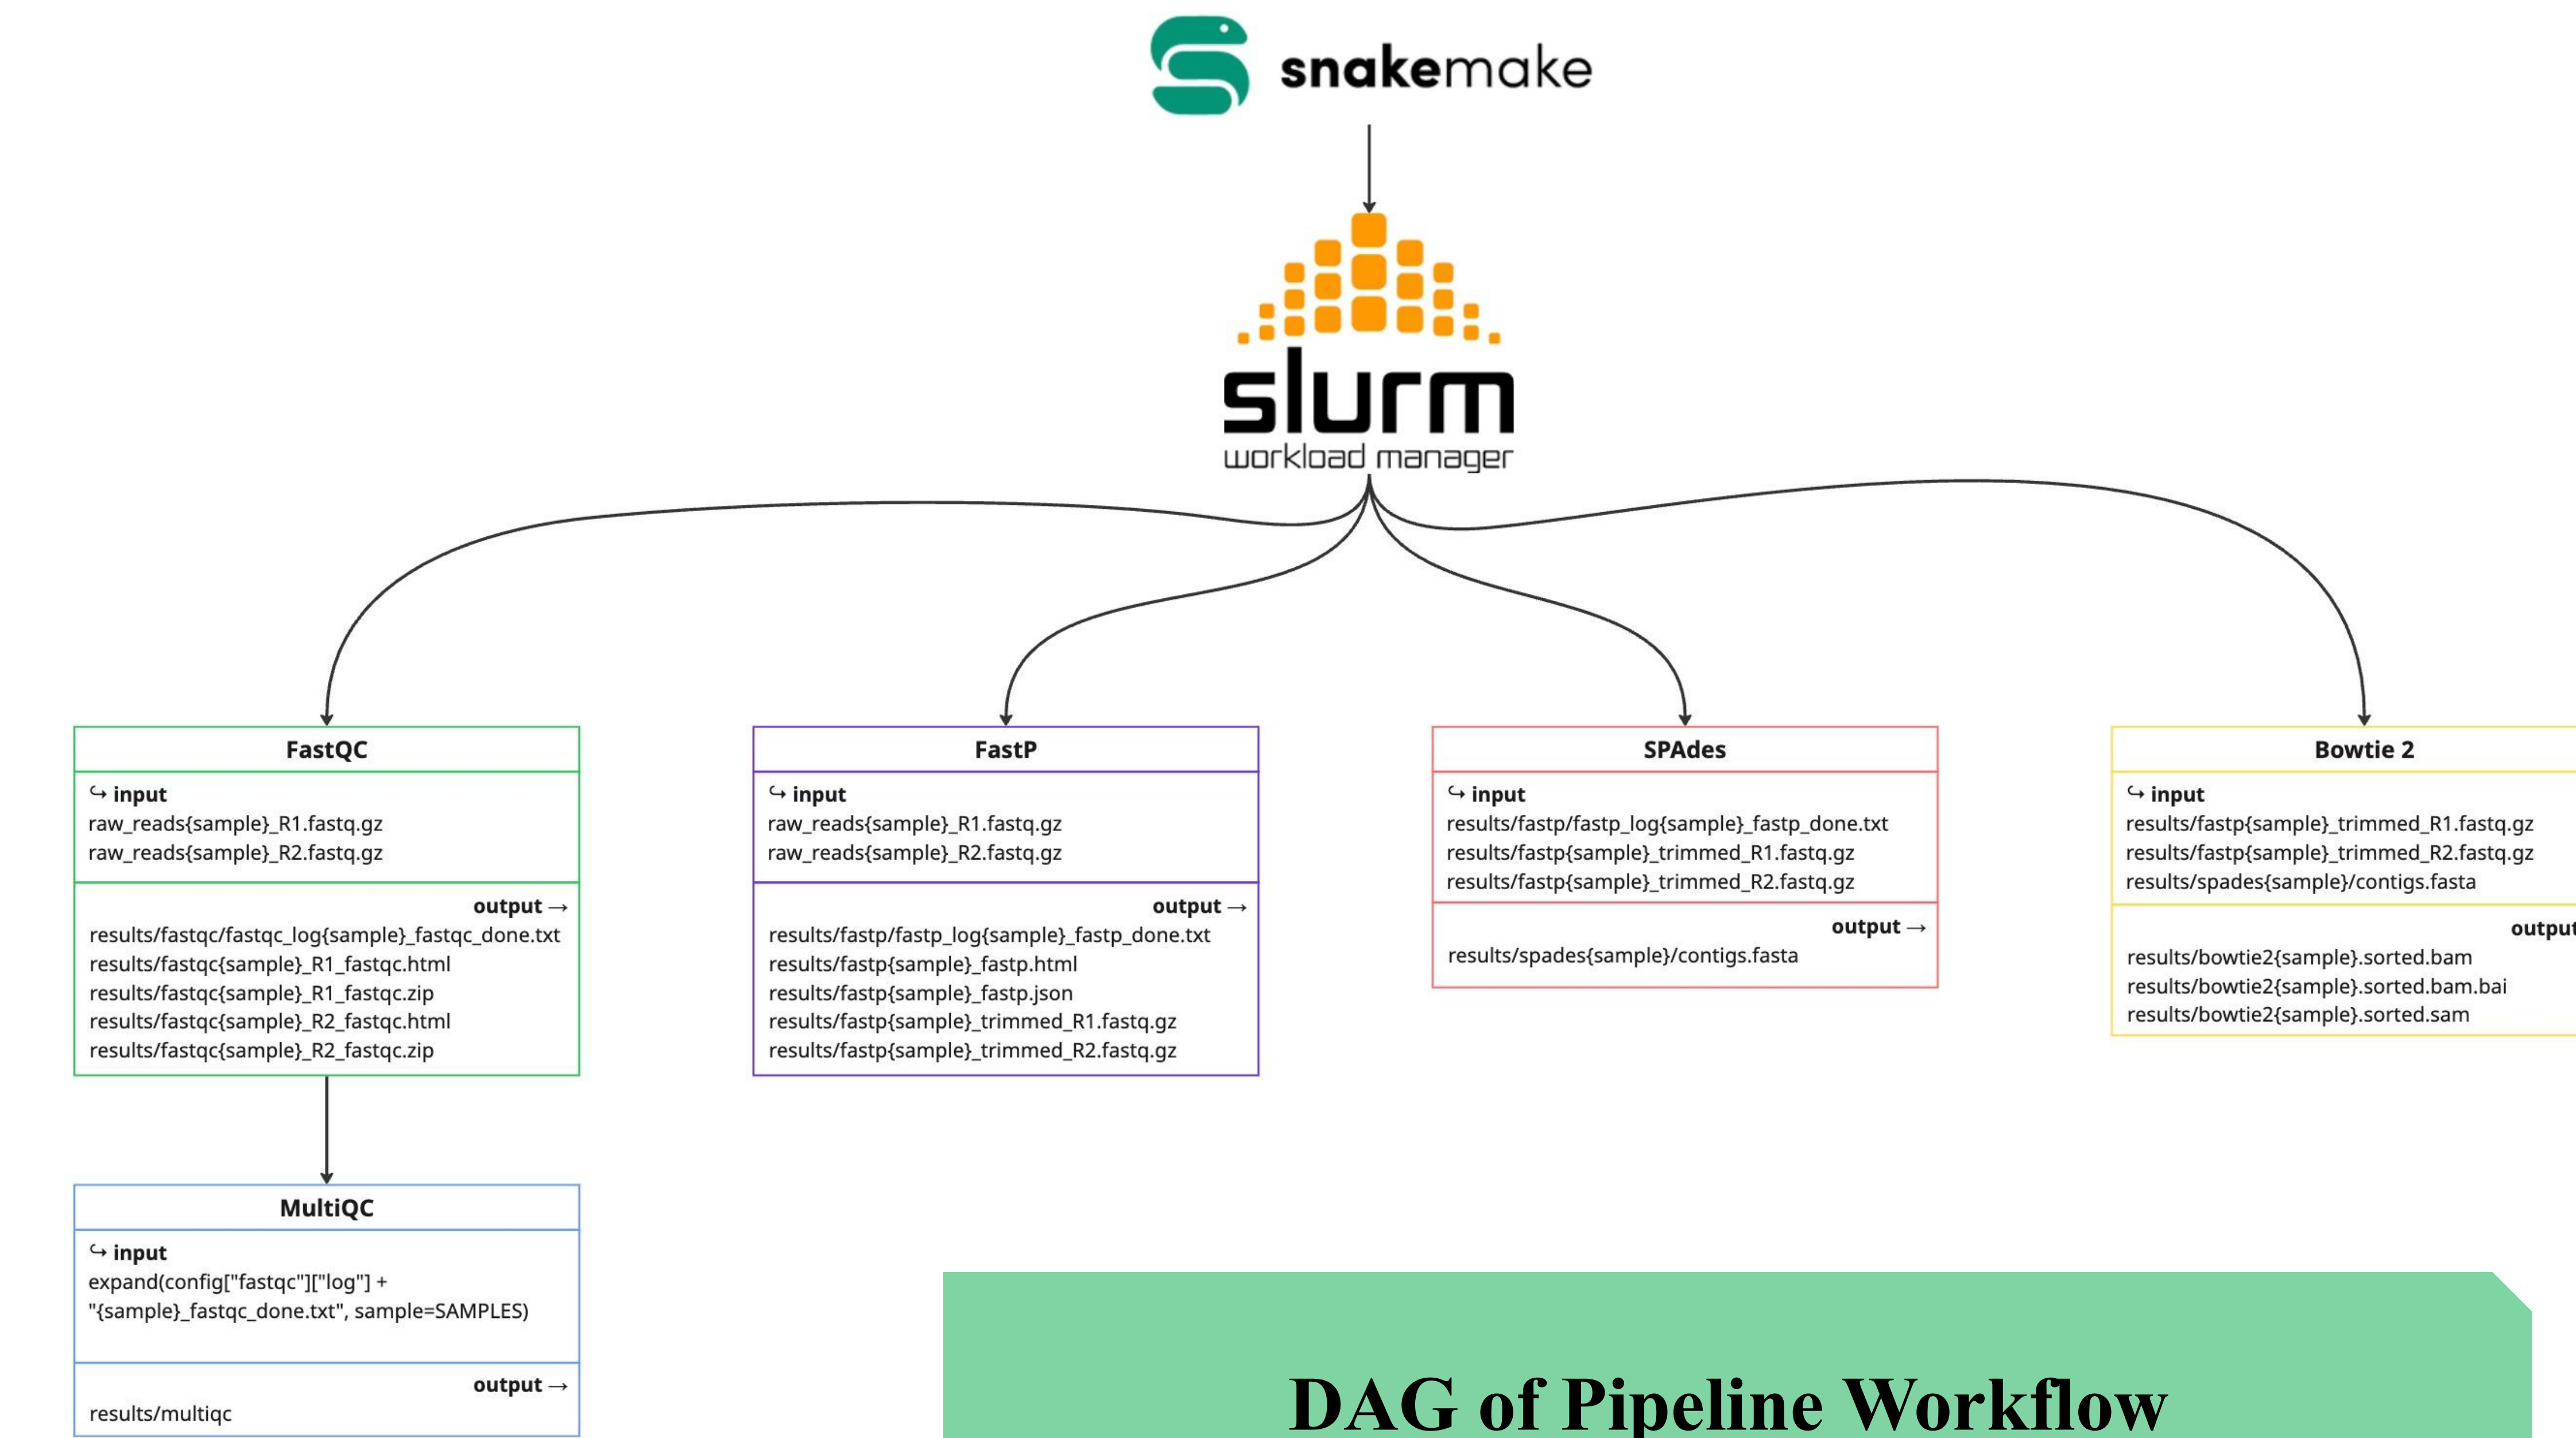 snakemake
slurm
workload manager
FastQC
↪ input
raw_reads{sample}_R1.fastq.gz
raw_reads{sample}_R2.fastq.gz
output →
results/fastqc/fastqc_log{sample}_fastqc_done.txt
results/fastqc{sample}_R1_fastqc.html
results/fastqc{sample}_R1_fastqc.zip
results/fastqc{sample}_R2_fastqc.html
results/fastqc{sample}_R2_fastqc.zip
FastP
↪ input
raw_reads{sample}_R1.fastq.gz
raw_reads{sample}_R2.fastq.gz
output →
results/fastp/fastp_log{sample}_fastp_done.txt
results/fastp{sample}_fastp.html
results/fastp{sample}_fastp.json
results/fastp{sample}_trimmed_R1.fastq.gz
results/fastp{sample}_trimmed_R2.fastq.gz
SPAdes
↪ input
results/fastp/fastp_log{sample}_fastp_done.txt
results/fastp{sample}_trimmed_R1.fastq.gz
results/fastp{sample}_trimmed_R2.fastq.gz
output →
results/spades{sample}/contigs.fasta
Bowtie 2
↪ input
results/fastp{sample}_trimmed_R1.fastq.gz
results/fastp{sample}_trimmed_R2.fastq.gz
results/spades{sample}/contigs.fasta
output
results/bowtie2{sample}.sorted.bam
results/bowtie2{sample}.sorted.bam.bai
results/bowtie2{sample}.sorted.sam
MultiQC
↪ input
expand(config["fastqc"]["log"] +
"{sample}_fastqc_done.txt", sample=SAMPLES)
output →
results/multiqc
DAG of Pipeline Workflow